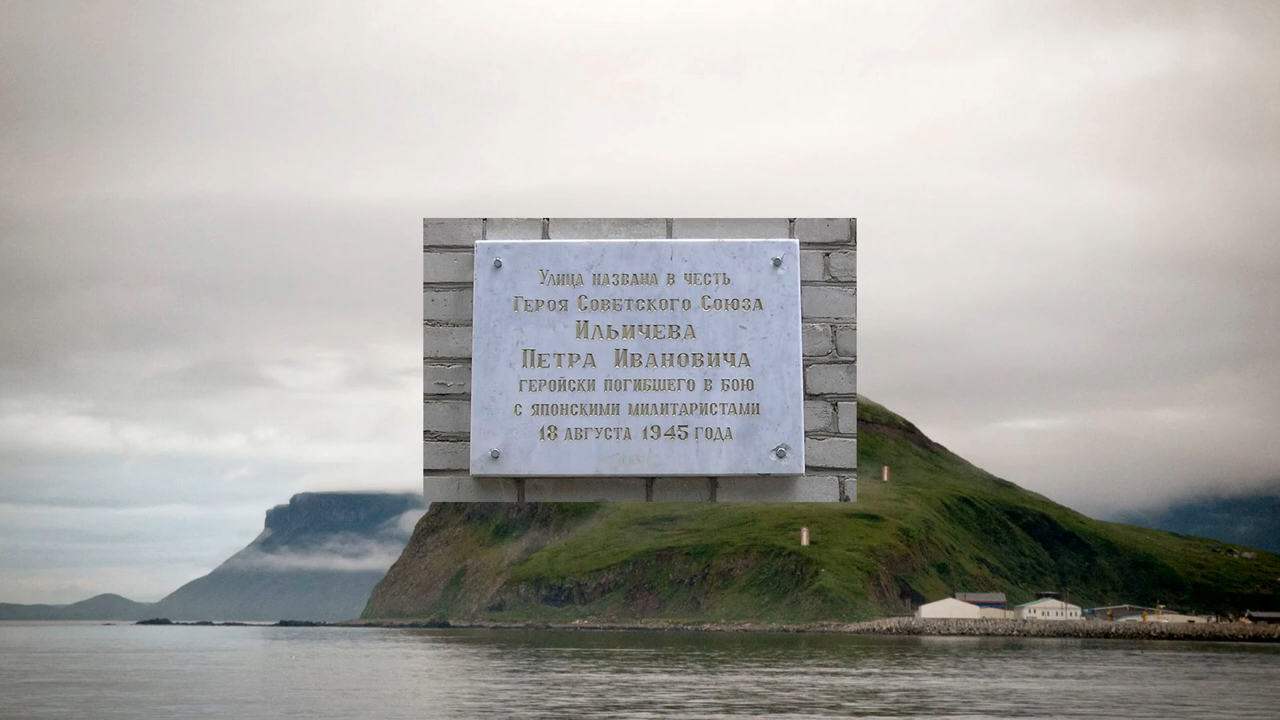 Улица названа в честь
Героя Советского Союза
Ильичева
Петра Ивановича
геройски погибшего в бою
с японскими милитаристами
18 августа 1945 года